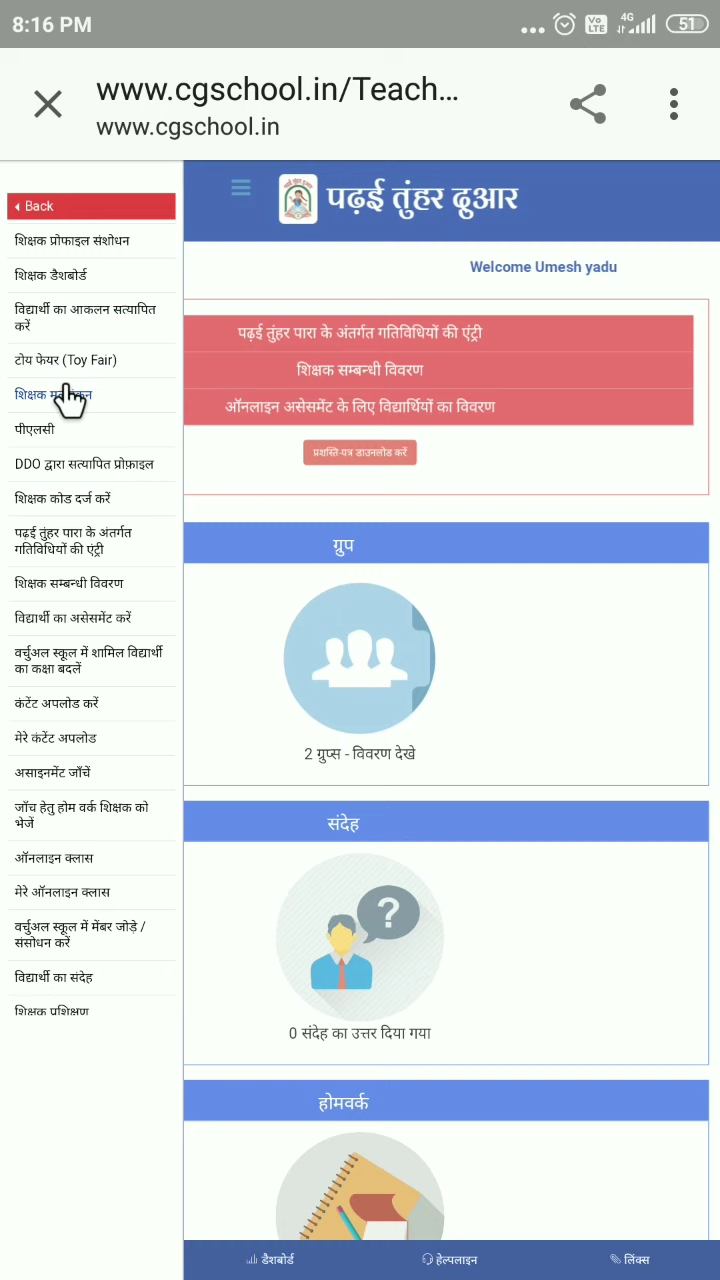 8:16 PM
Vo
LTE
4G
51
www.cgschool.in/Teach...
www.cgschool.in
Back
शिक्षक प्रोफाइल संशोधन
शिक्षक डैशबोर्ड
विद्यार्थी का आकलन सत्यापित
करें
टोय फेयर (Toy Fair)
शिक्षक
पीएलसी
DDO द्वारा सत्यापित प्रोफ़ाइल
शिक्षक कोड दर्ज करें
पढ़ई तुंहर पारा के अंतर्गत
गतिविधियों की एंट्री
शिक्षक सम्बन्धी विवरण
विद्यार्थी का असेसमेंट करें
वर्चुअल स्कूल में शामिल विद्यार्थी
का कक्षा बदलें
कंटेंट अपलोड करें
मेरे कंटेंट अपलोड
असाइनमेंट जाँचें
जॉच हेतु होम वर्क शिक्षक को
भेजें
ऑनलाइन क्लास
मेरे ऑनलाइन क्लास
वर्चुअल स्कूल में मेंबर जोड़े /
संसोधन करें
विद्यार्थी का संदेह
शिक्षक प्रशिक्षण
पढ़ई तुंहर दुआर
Welcome Umesh yadu
पढ़ई तुंहर पारा के अंतर्गत गतिविधियों की एंट्री
शिक्षक सम्बन्धी विवरण
ऑनलाइन असेसमेंट के लिए विद्यार्थियों का विवरण
प्रशस्ति-पत्र डाउनलोड करें
ग्रुप
2 ग्रुप्स - विवरण देखे
संदेह
?
0 संदेह का उत्तर दिया गया
होमवर्क
डैशबोर्ड
हेल्पलाइन
लिंक्स